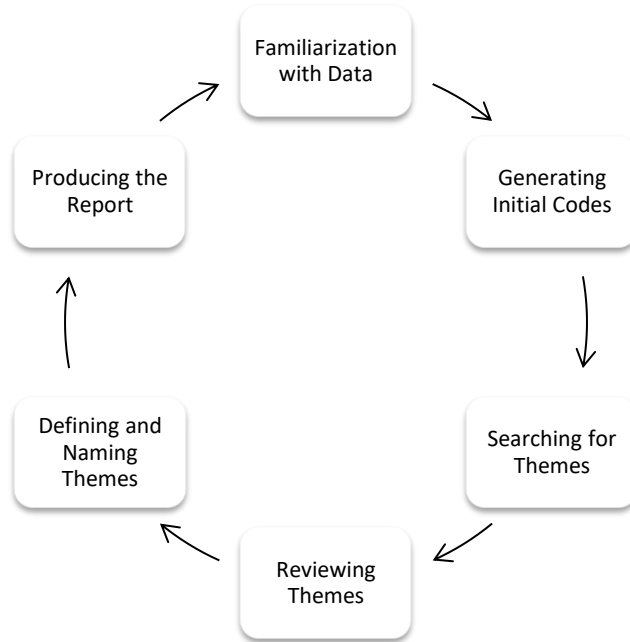 Familiarization
with Data
Generating
Initial Codes
Searching for
Themes
Reviewing
Themes
Defining and
Naming
Themes
Producing the
Report